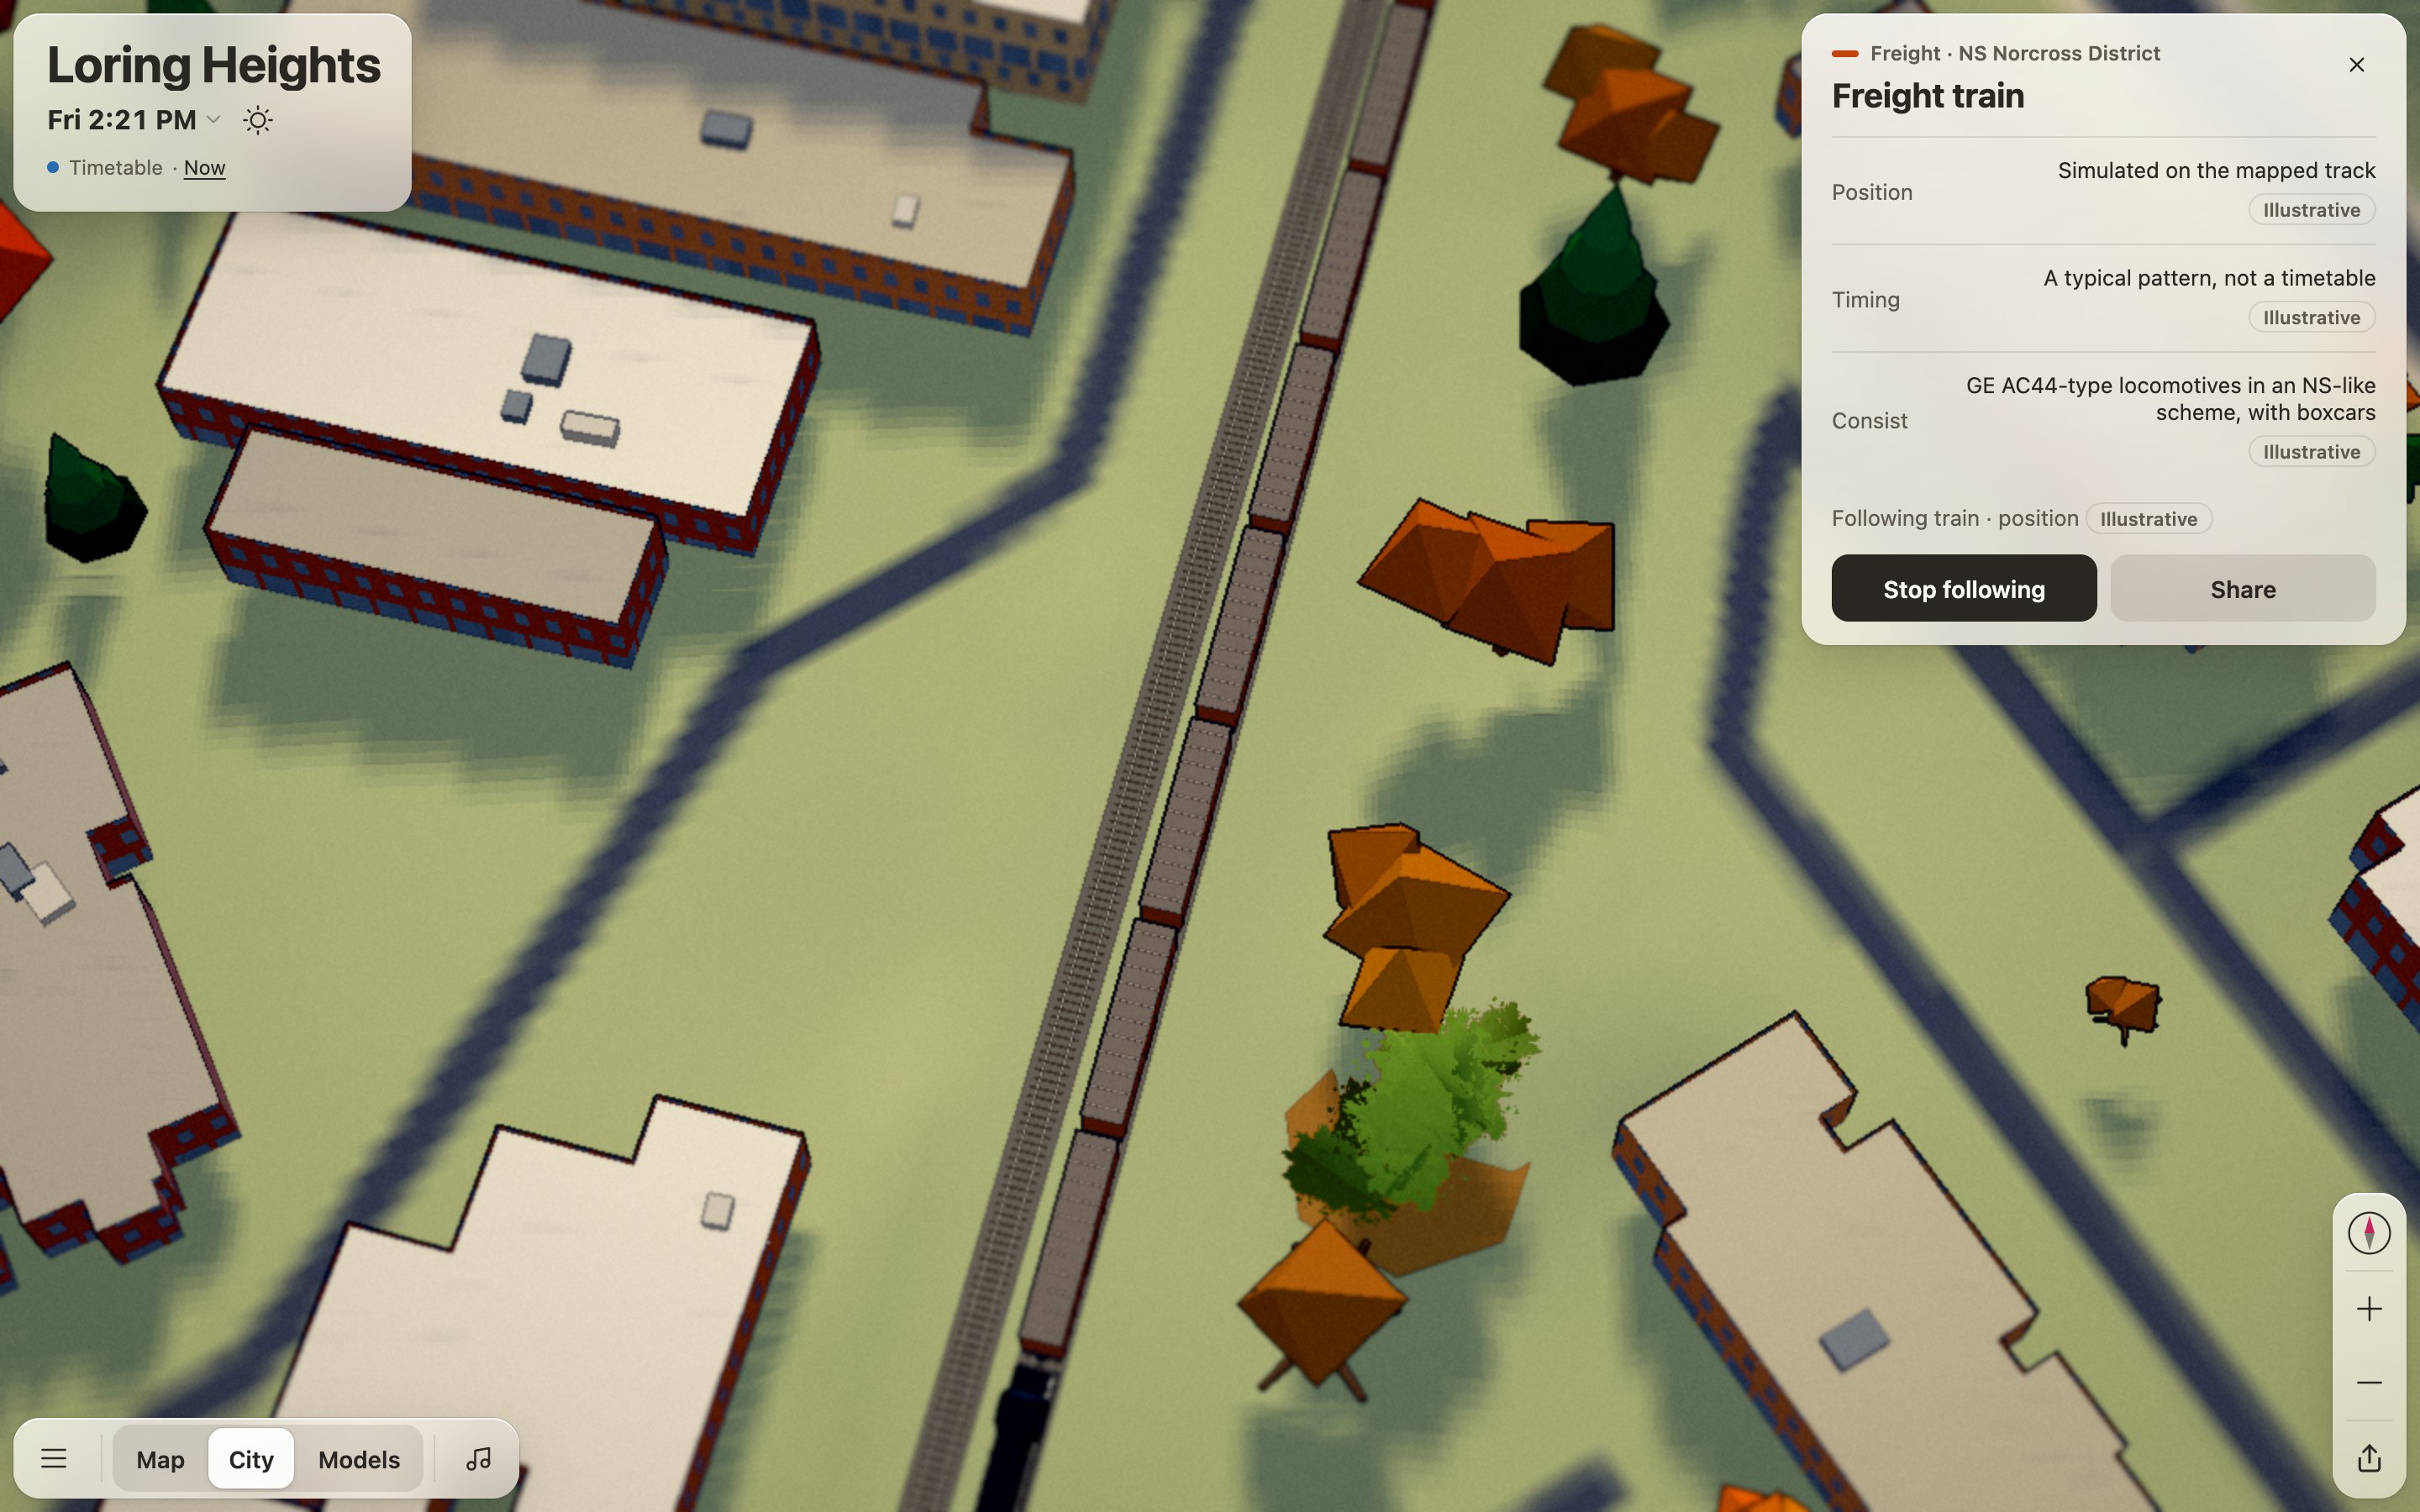 Loring Heights
Fri 2:21 PM
Timetable · Now
Freight · NS Norcross District
Freight train
Position
Simulated on the mapped track
Illustrative
Timing
A typical pattern, not a timetable
Illustrative
Consist
GE AC44-type locomotives in an NS-like
scheme, with boxcars
Illustrative
Following train · position Illustrative
Stop following
Share
Map
City
Models